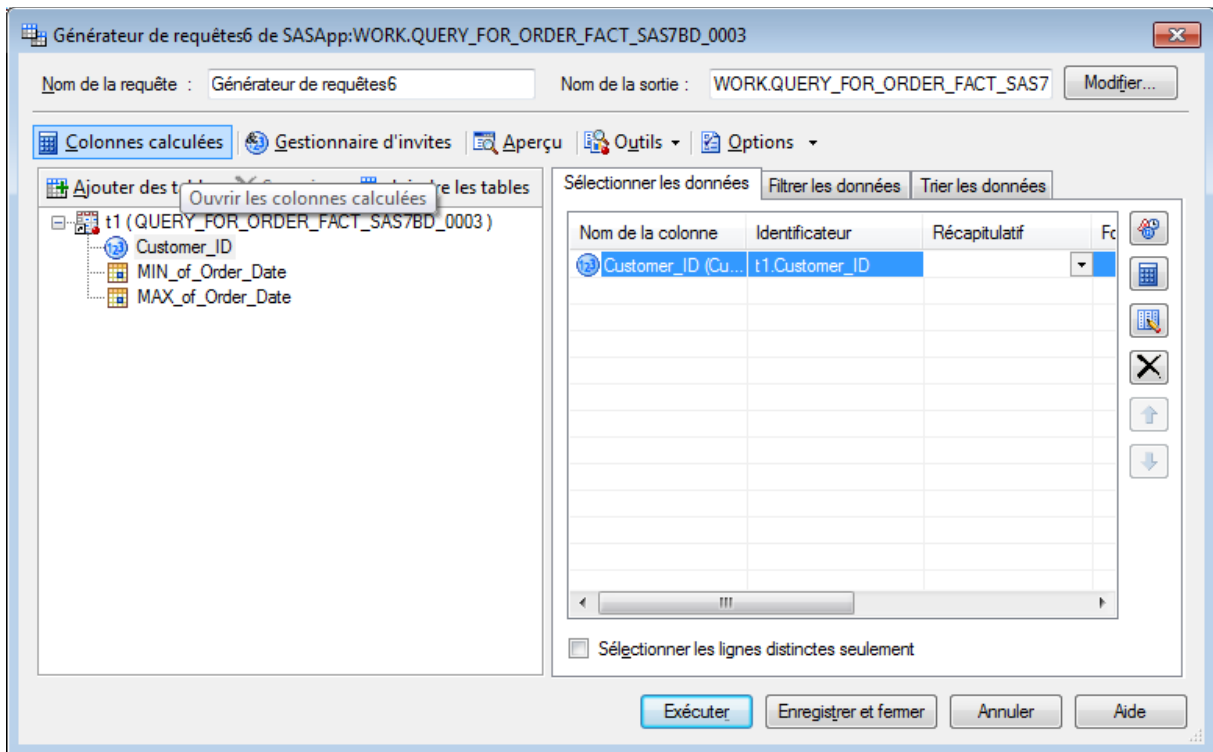 Générateur de requêtes6 de SASApp:WORK.QUERY_FOR_ORDER_FACT_SAS7BD_0003
Nom de la requête : Générateur de requêtes6 Nom de la sortie : WORK.QUERY_FOR_ORDER_FACT_SAS7 Modifier...
Colonnes calculées Gestionnaire d'invites Aperçu Outils Options
Ajouter des re les tables
Ouvrir les colonnes calculées
Sélectionner les données Filtrer les données Trier les données
t1 ( QUERY_FOR_ORDER_FACT_SAS7BD_0003 )
Customer_ID
MIN_of_Order_Date
MAX_of_Order_Date
Nom de la colonne Identificateur Récapitulatif Fc
Customer_ID (Cu... t1.Customer_ID
Sélectionner les lignes distinctes seulement
Exécuter Enregistrer et fermer Annuler Aide